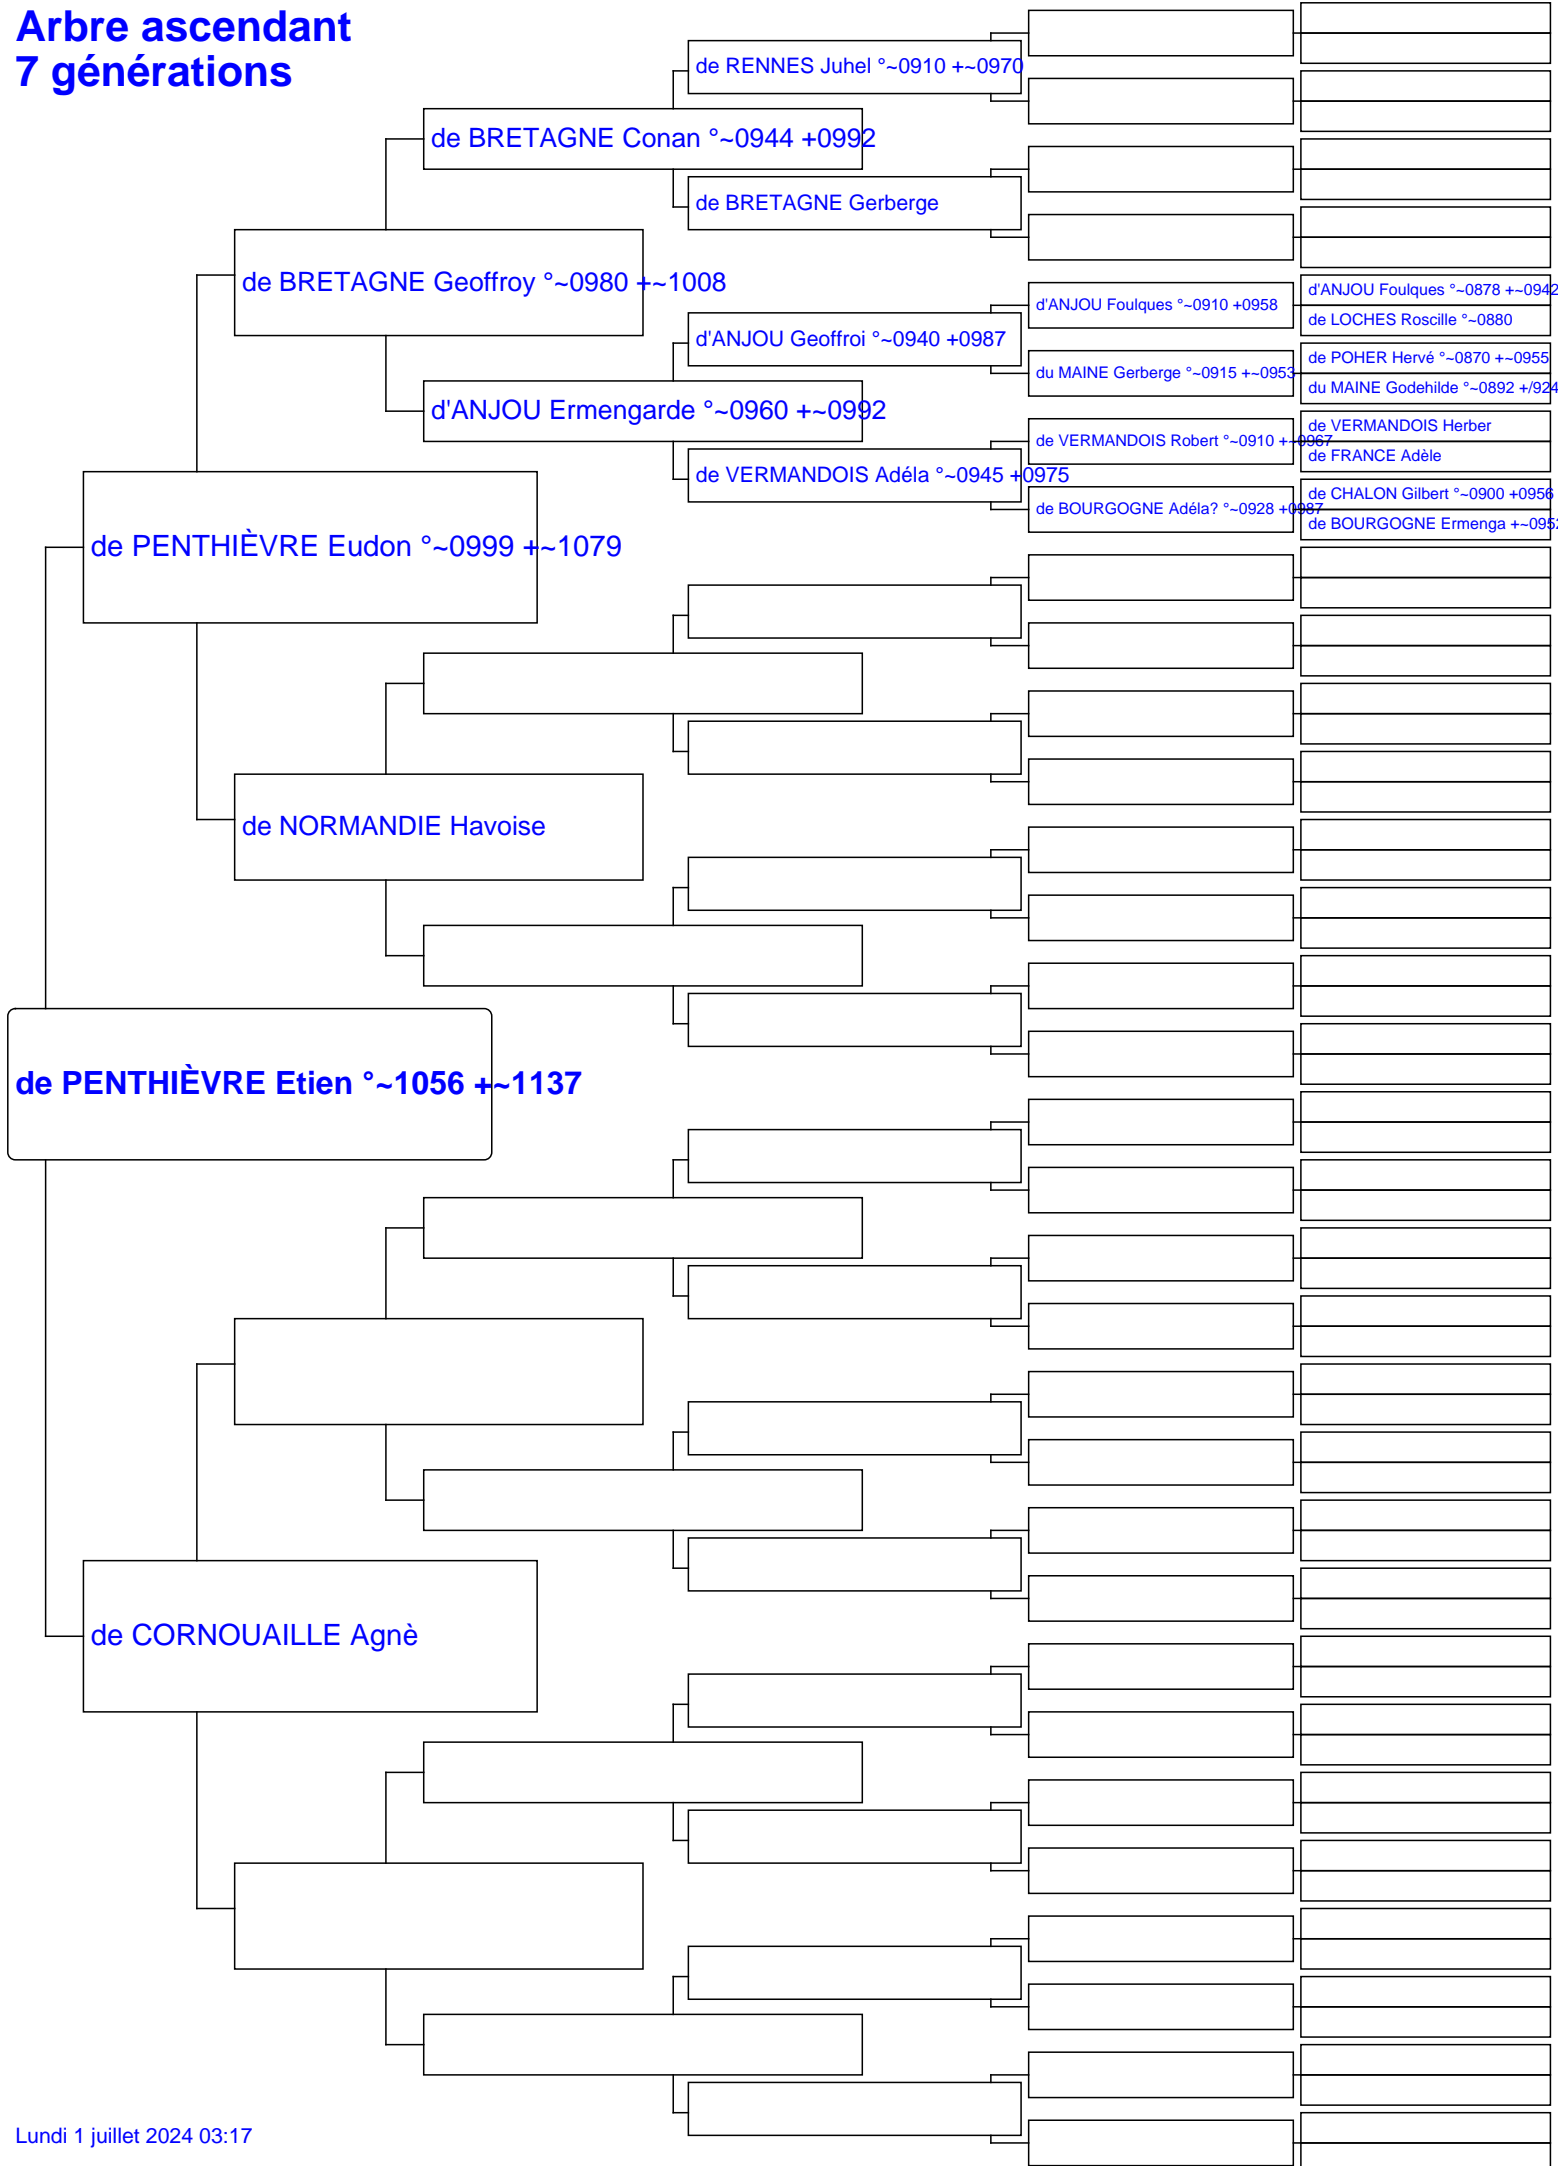 Arbre ascendant
7 générations
de RENNES Juhel °~0910 +~0970
de BRETAGNE Conan °~0944 +0992
de BRETAGNE Gerberge
de BRETAGNE Geoffroy °~0980 +~1008
d'ANJOU Foulques °~0878 +~0942
d'ANJOU Foulques °~0910 +0958
de LOCHES Roscille °~0880
d'ANJOU Geoffroi °~0940 +0987
de POHER Hervé °~0870 +~0955
du MAINE Gerberge °~0915 +~0953
du MAINE Godehilde °~0892 +/924
d'ANJOU Ermengarde °~0960 +~0992
de VERMANDOIS Herber
de VERMANDOIS Robert °~0910 +~0967
de FRANCE Adèle
de VERMANDOIS Adéla °~0945 +0975
de CHALON Gilbert °~0900 +0956
de BOURGOGNE Adéla? °~0928 +0987
de BOURGOGNE Ermenga +~0952
de PENTHIÈVRE Eudon °~0999 +~1079
de NORMANDIE Havoise
de PENTHIÈVRE Etien °~1056 +~1137
de CORNOUAILLE Agnè
Lundi 1 juillet 2024 03:17